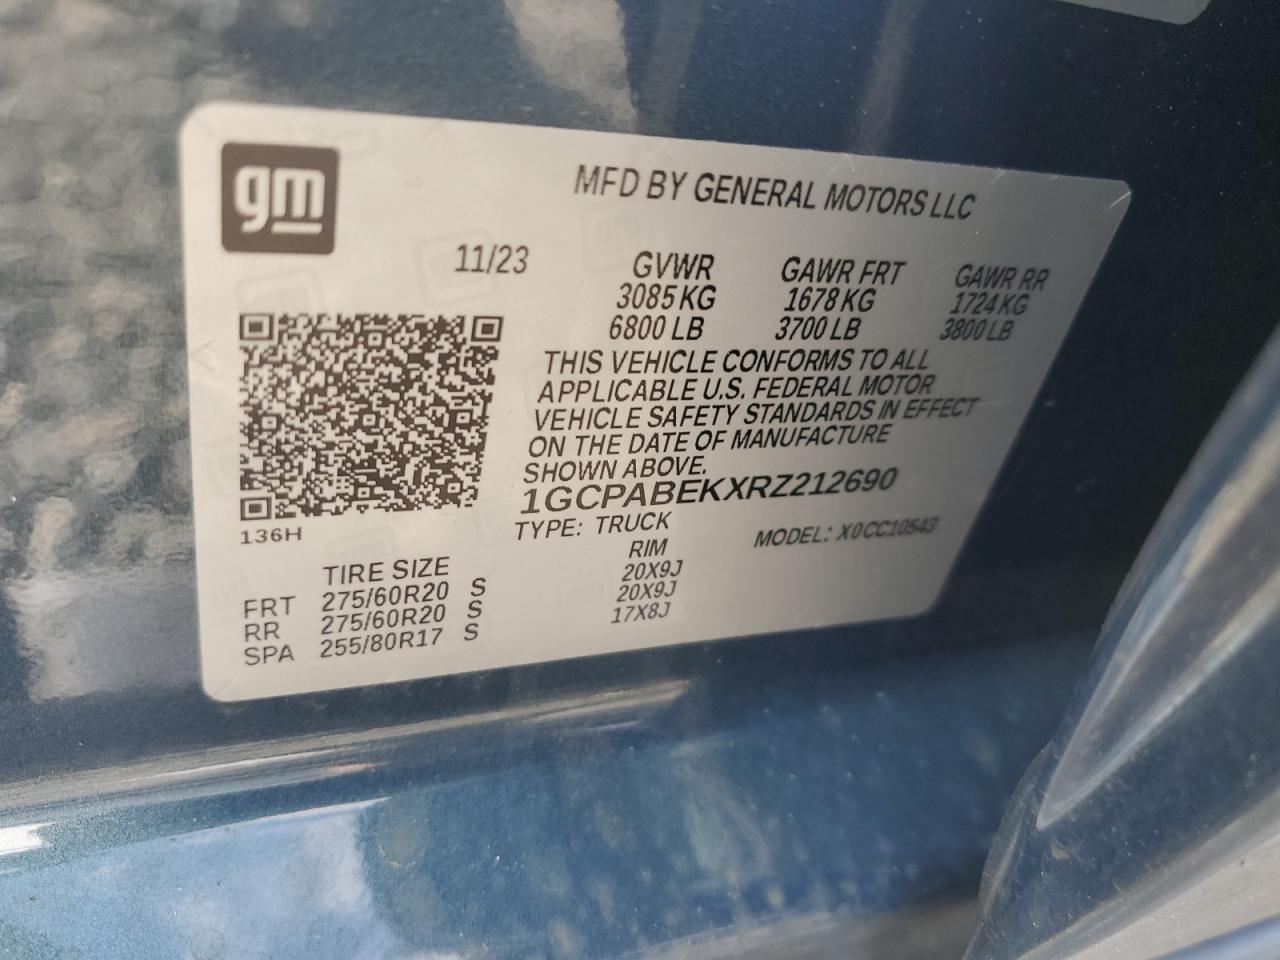 gm
MFD BY GENERAL MOTORS LLC
11/23
GVWR GAWR FRT GAWR RR
3085 KG 1678 KG 1724 KG
6800 LB 3700 LB 3800 LB
THIS VEHICLE CONFORMS TO ALL
APPLICABLE U.S. FEDERAL MOTOR
VEHICLE SAFETY STANDARDS IN EFFECT
ON THE DATE OF MANUFACTURE
SHOWN ABOVE.
1GCPABEKXRZ212690
TYPE: TRUCK MODEL: X0CC10543
136H
TIRE SIZE RIM
FRT 275/60R20 S 20X9J
RR 275/60R20 S 20X9J
SPA 255/80R17 S 17X8J